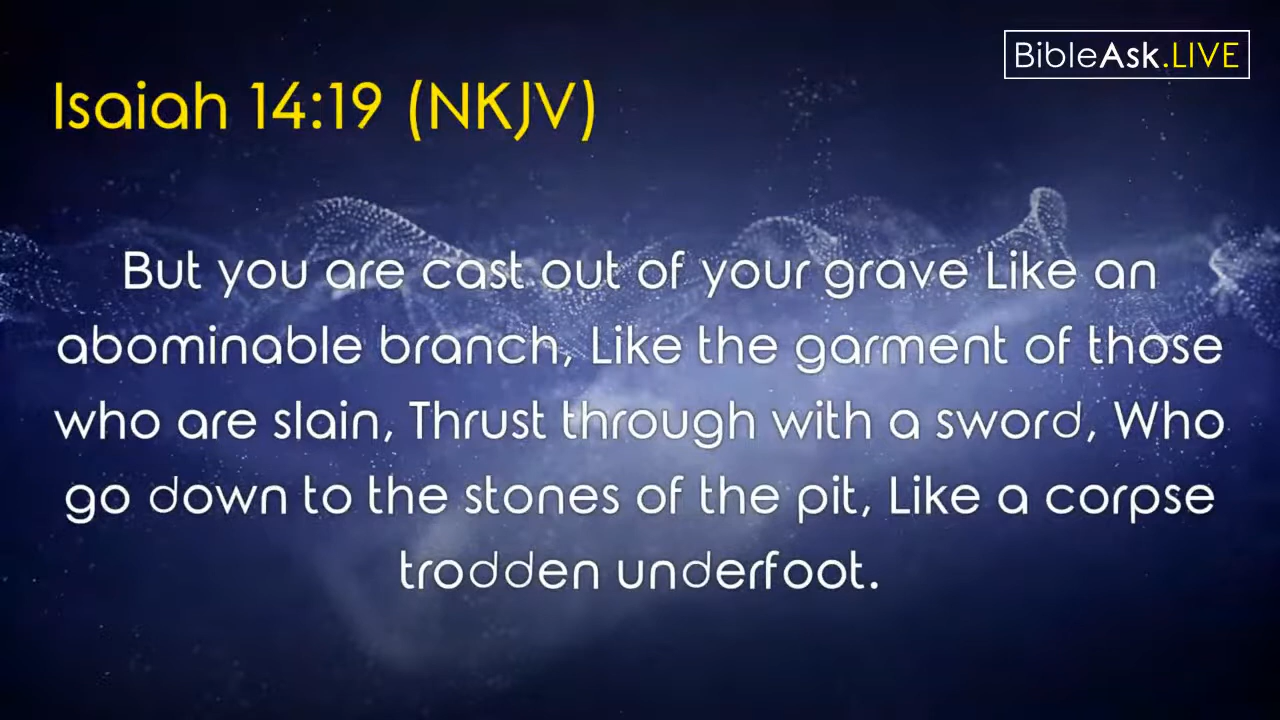 BibleAsk.LIVE
Isaiah 14:19 (NKJV)
But you are cast out of your grave Like an
abominable branch, Like the garment of those
who are slain, Thrust through with a sword, Who
go down to the stones of the pit, Like a corpse
trodden underfoot.